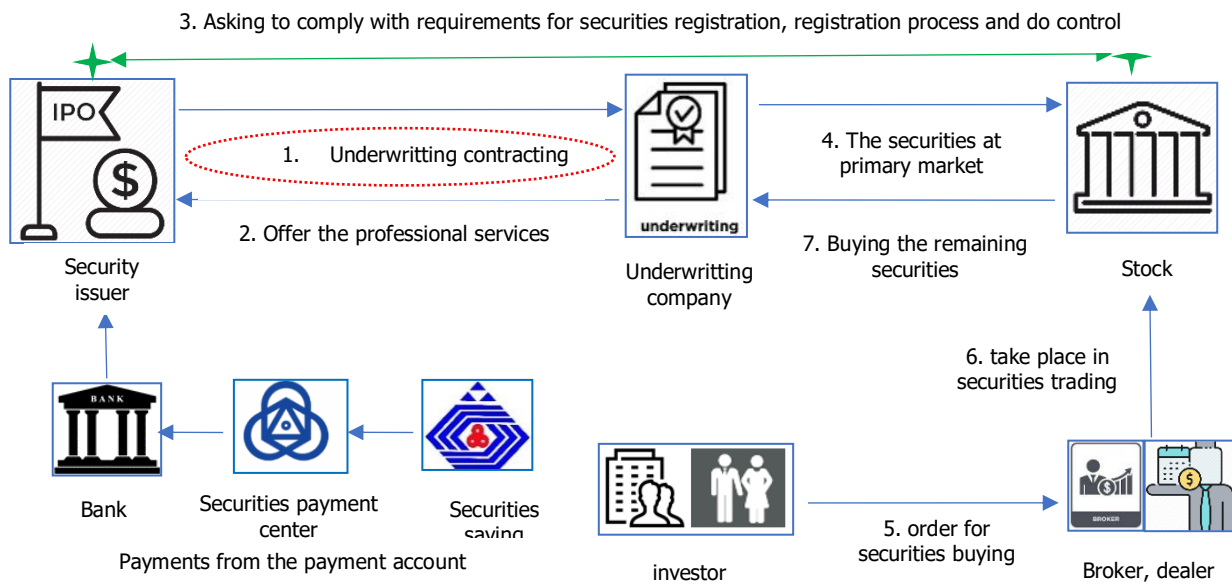 3. Asking to comply with requirements for securities registration, registration process and do control
IPO
$
1. Underwritting contracting
2. Offer the professional services
Security
issuer
underwriting
Underwritting
company
4. The securities at
primary market
7. Buying the remaining
securities
Stock
6. take place in
securities trading
BANK
Bank
Securities payment
center
Securities
saving
Payments from the payment account
investor
5. order for
securities buying
$
BROKER
$
Broker, dealer